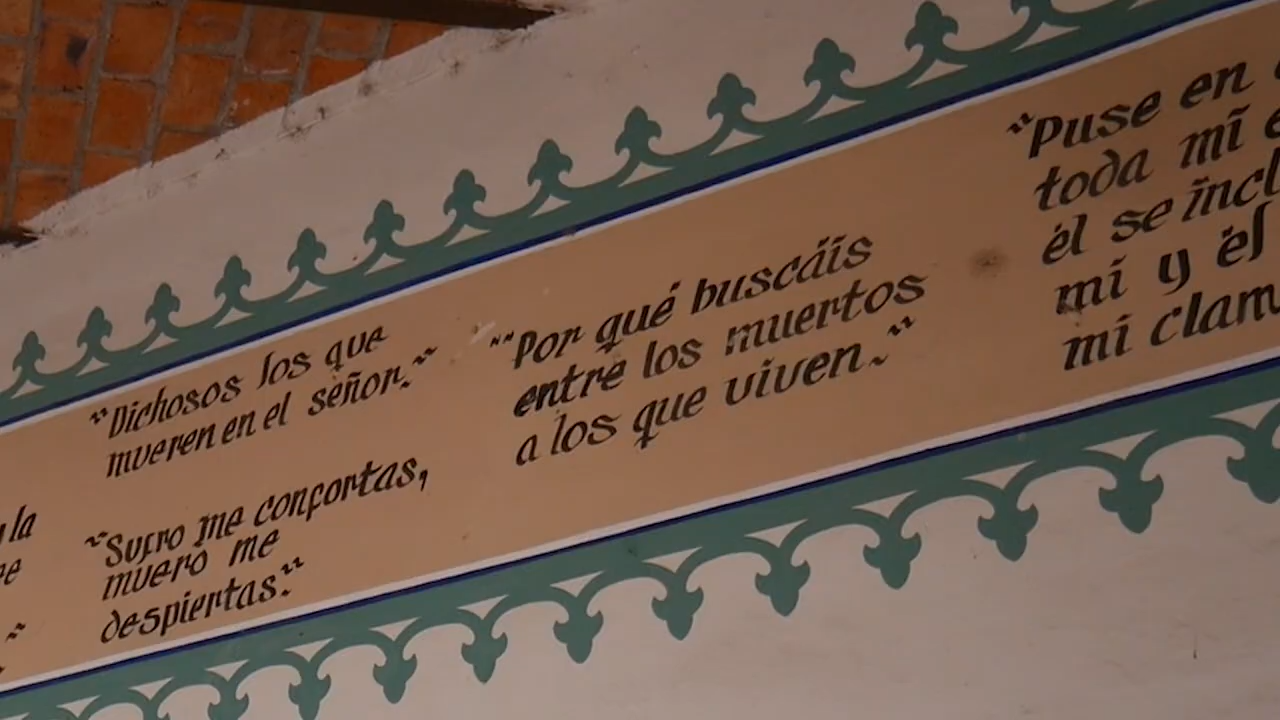 "Dichosos los que
mueren en el señor."
"Sufro me confortas,
muero me
despiertas."
""Por qué buscáis
entre los muertos
a los que viven."
"Puse en
toda mi
él se incl
mi y él
mi clam
la